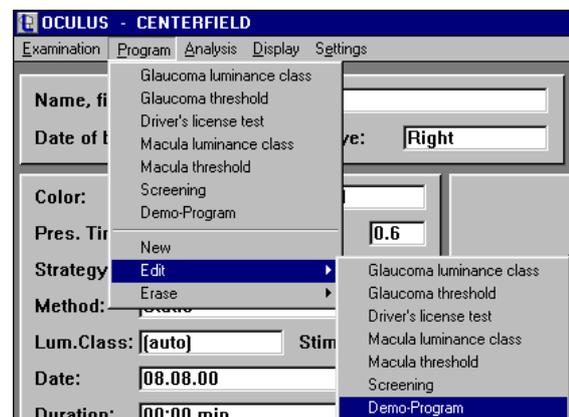 OCULUS - CENTERFIELD
Examination Program Analysis Display Settings
Glaucoma luminance class
Glaucoma threshold
Driver's license test
Macula luminance class
Macula threshold
Screening
Demo-Program
New
Edit
Erase
Name, fi
Date of b
Right
Color:
Pres. Tim
0.6
Strategy
Method:
Static
Lum.Class: (auto) Stim
Date: 08.08.00
Duration: 00:00 min
Glaucoma luminance class
Glaucoma threshold
Driver's license test
Macula luminance class
Macula threshold
Screening
Demo-Program